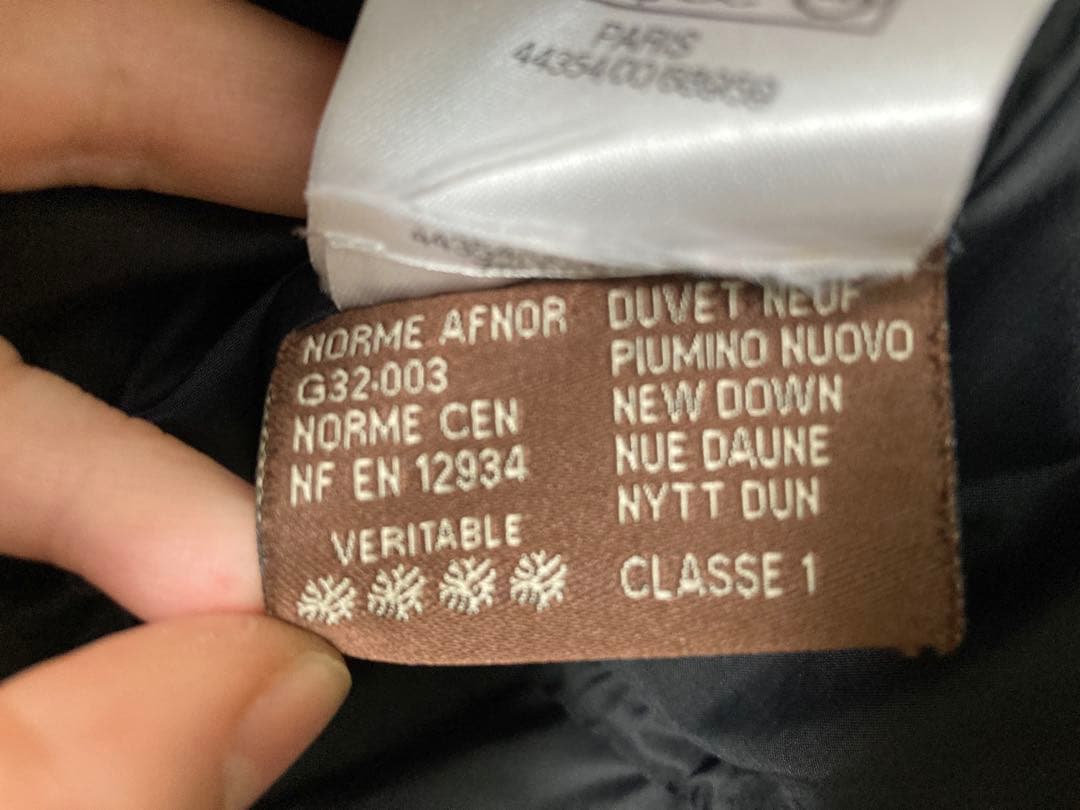 PARIS
NORME AFNOR
G32-003
NORME CEN
NF EN 12934
VERITABLE
DUVET NEUF
PIUMINO NUOVO
NEW DOWN
NUE DAUNE
NYTT DUN
CLASSE 1